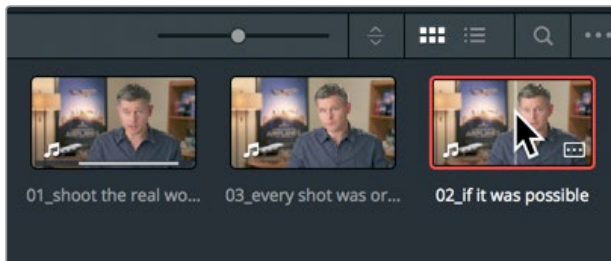 01_shoot the real wo...
03_every shot was or...
02_if it was possible